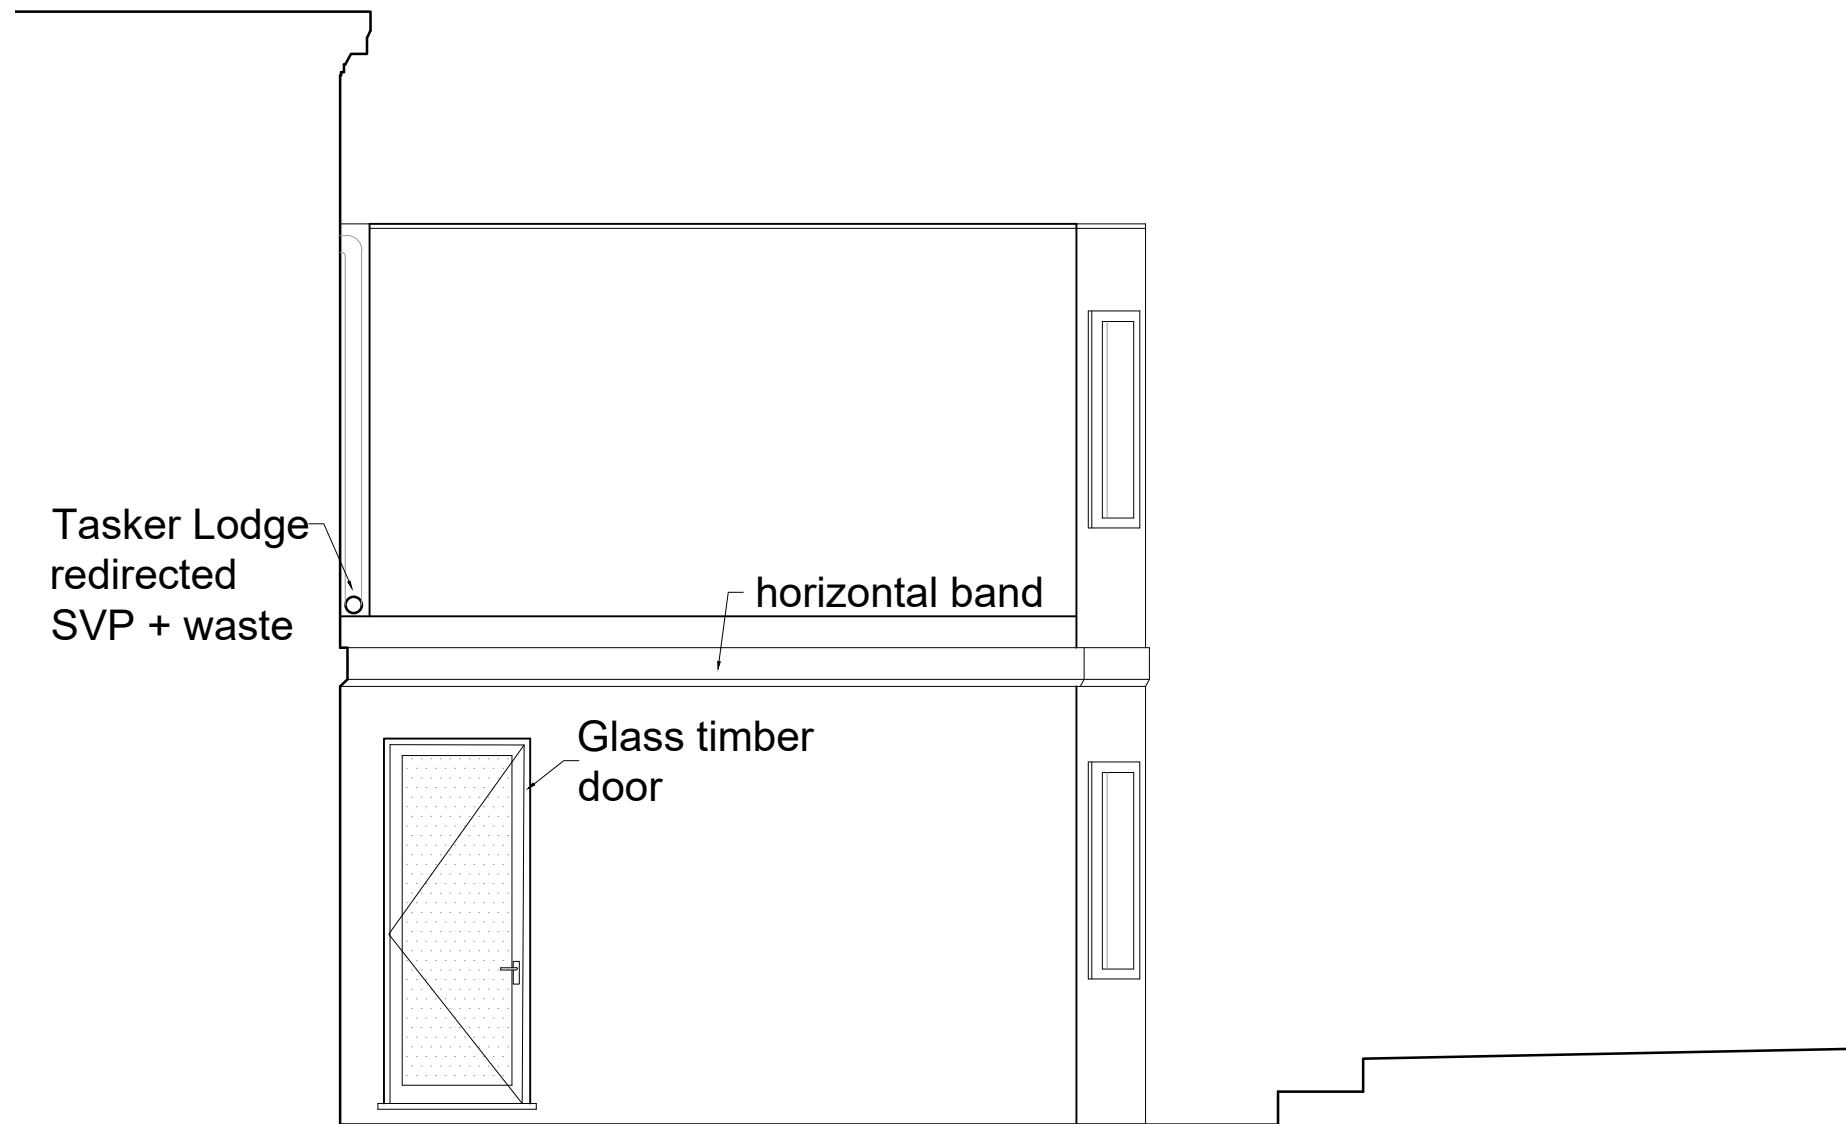 Tasker Lodge
redirected
SVP + waste
horizontal band
Glass timber
door